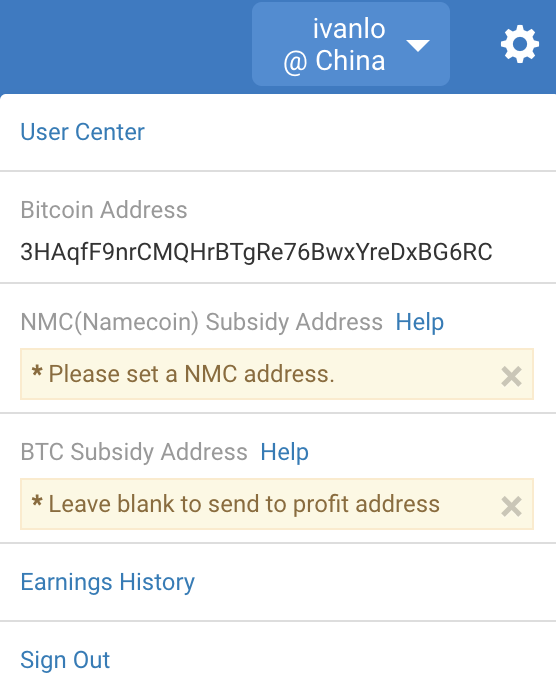 ivanlo
@ China
User Center
Bitcoin Address
3HAqfF9nrCMQHrBTgRe76BwxYreDxBG6RC
NMC(Namecoin) Subsidy Address Help
* Please set a NMC address.
BTC Subsidy Address Help
* Leave blank to send to profit address
Earnings History
Sign Out